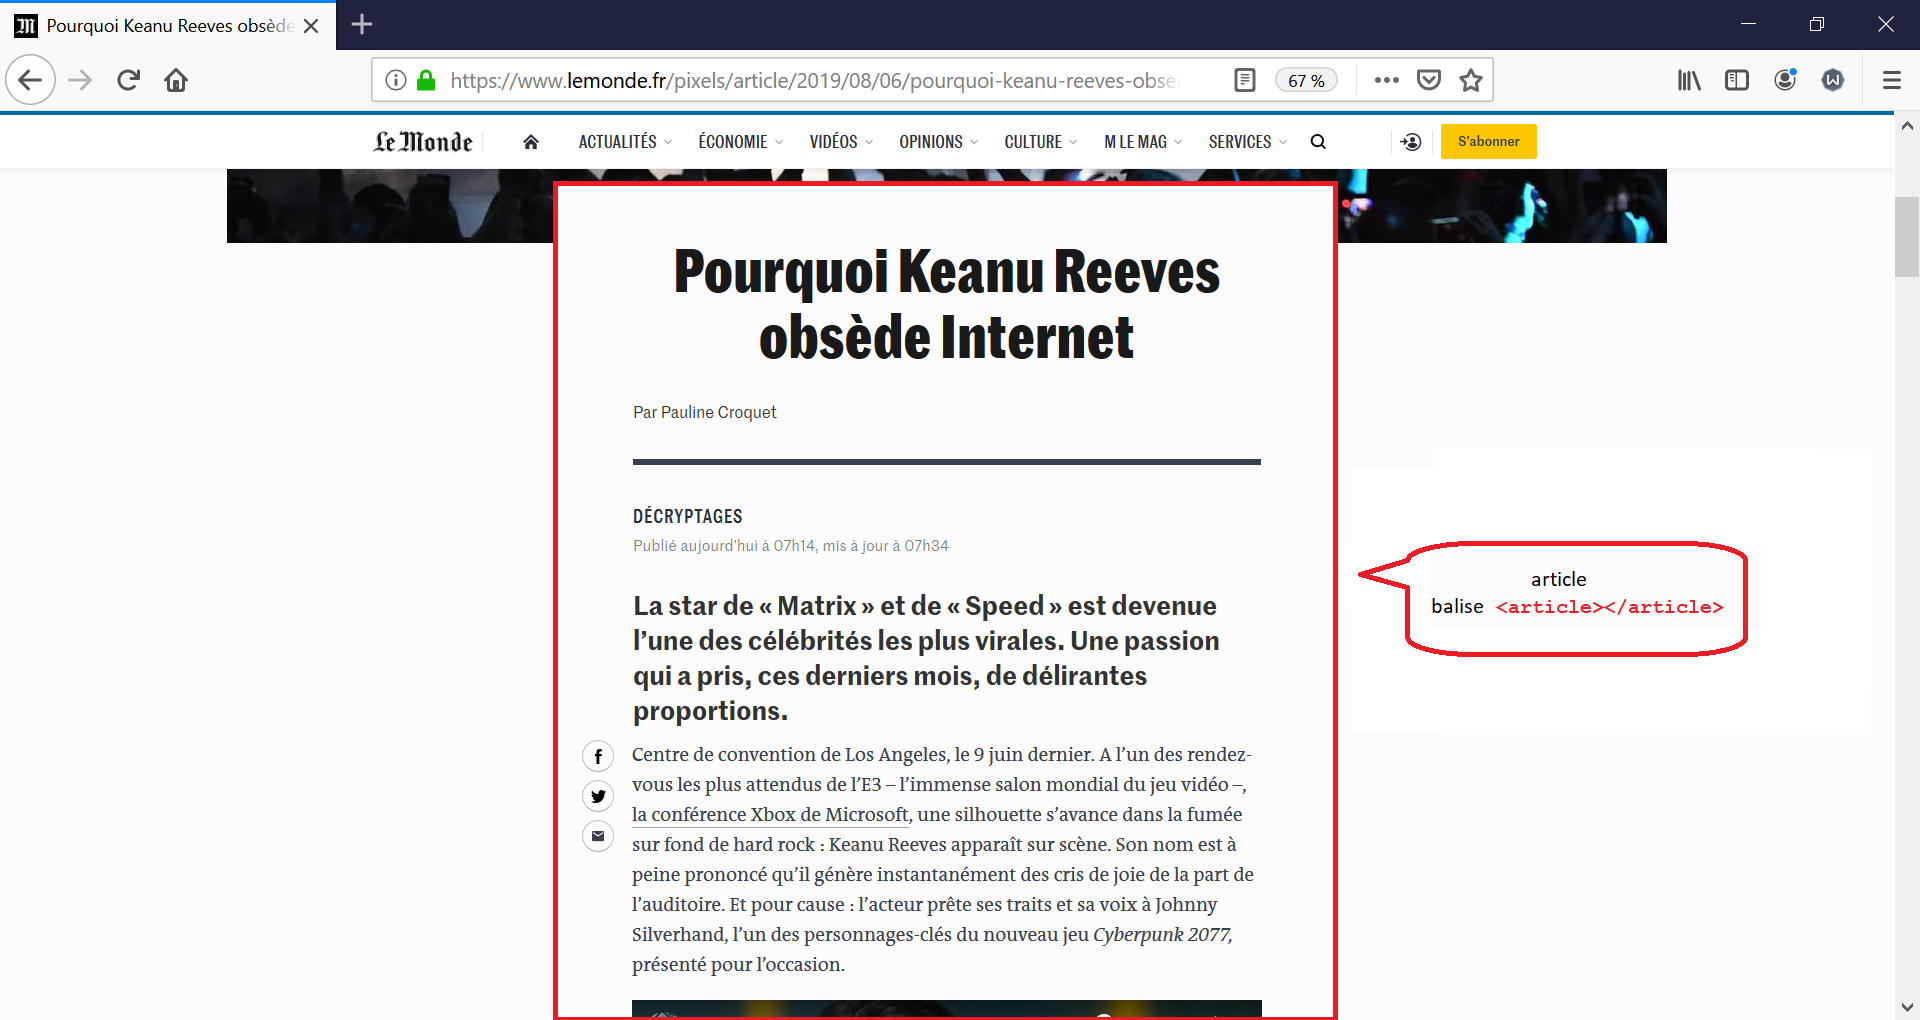 Pourquoi Keanu Reeves obsède
https://www.lemonde.fr/pixels/article/2019/08/06/pourquoi-keanu-reeves-obse
67 %
Le Monde
ACTUALITÉS
ÉCONOMIE
VIDÉOS
OPINIONS
CULTURE
M LE MAG
SERVICES
S'abonner
Pourquoi Keanu Reeves
obsède Internet
Par Pauline Croquet
DÉCRYPTAGES
Publié aujourd’hui à 07h14, mis à jour à 07h34
La star de « Matrix » et de « Speed » est devenue
l’une des célébrités les plus virales. Une passion
qui a pris, ces derniers mois, de délirantes
proportions.
Centre de convention de Los Angeles, le 9 juin dernier. A l’un des rendez-
vous les plus attendus de l’E3 – l’immense salon mondial du jeu vidéo –,
la conférence Xbox de Microsoft, une silhouette s’avance dans la fumée
sur fond de hard rock : Keanu Reeves apparaît sur scène. Son nom est à
peine prononcé qu’il génère instantanément des cris de joie de la part de
l’auditoire. Et pour cause : l’acteur prête ses traits et sa voix à Johnny
Silverhand, l’un des personnages-clés du nouveau jeu Cyberpunk 2077,
présenté pour l’occasion.
article
balise <article></article>